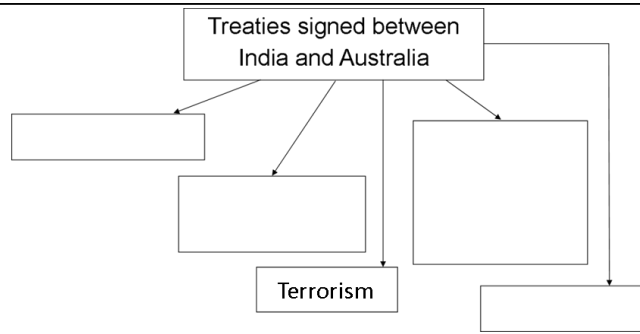 Treaties signed between
India and Australia
Terrorism